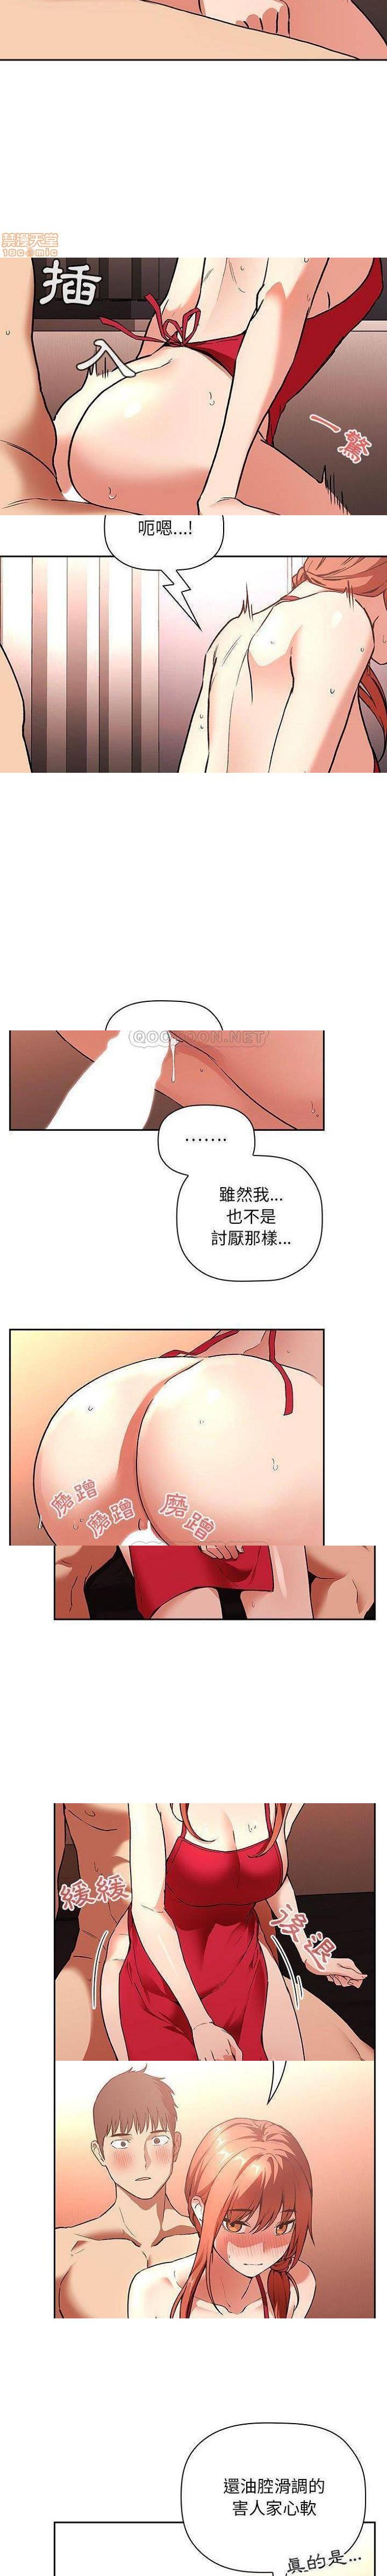 禁漫天堂
18comic
插
入
一驚
呃嗯...!
.......
雖然我...
也不是
討厭那樣...
磨蹭
磨蹭
磨蹭
緩緩
後退
還油腔滑調的
害人家心軟
真的是...